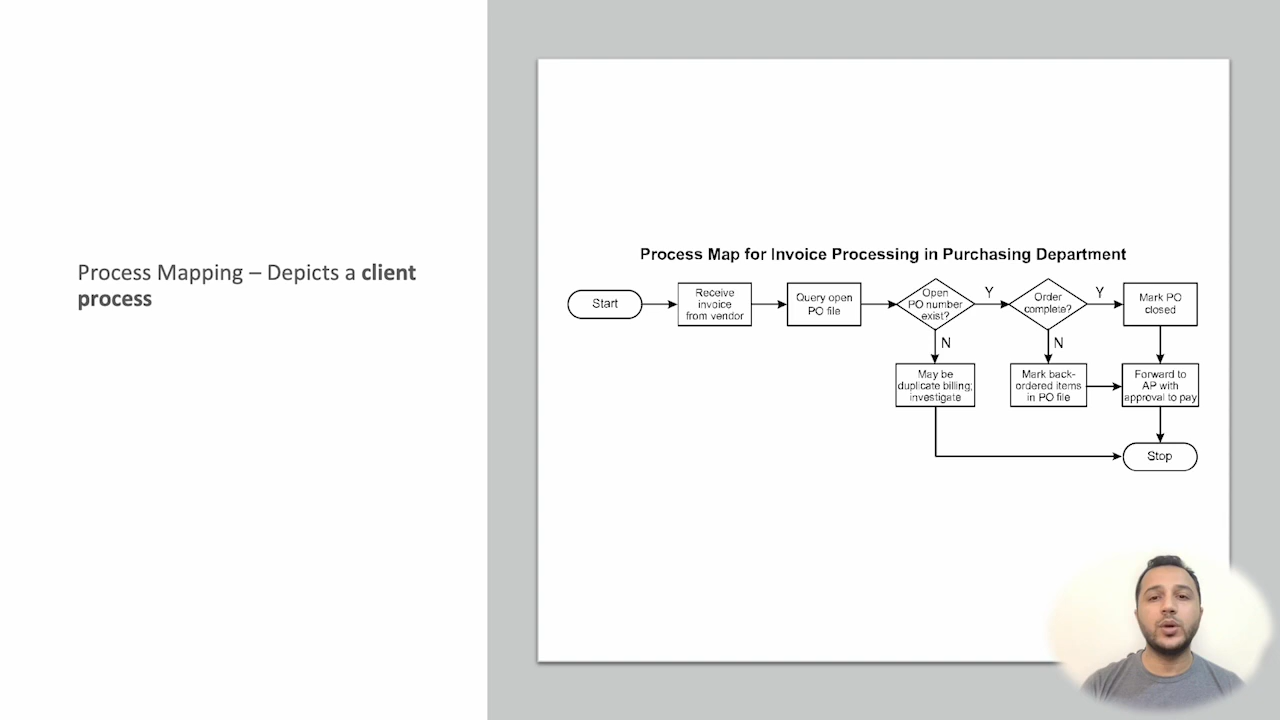 Process Mapping – Depicts a client
process
Process Map for Invoice Processing in Purchasing Department
Start
Receive
invoice
from vendor
Query open
PO file
Open
PO number
exist?
Y
Order
complete?
Y
Mark PO
closed
N
N
May be
duplicate billing;
investigate
Mark back-
ordered items
in PO file
Forward to
AP with
approval to pay
Stop